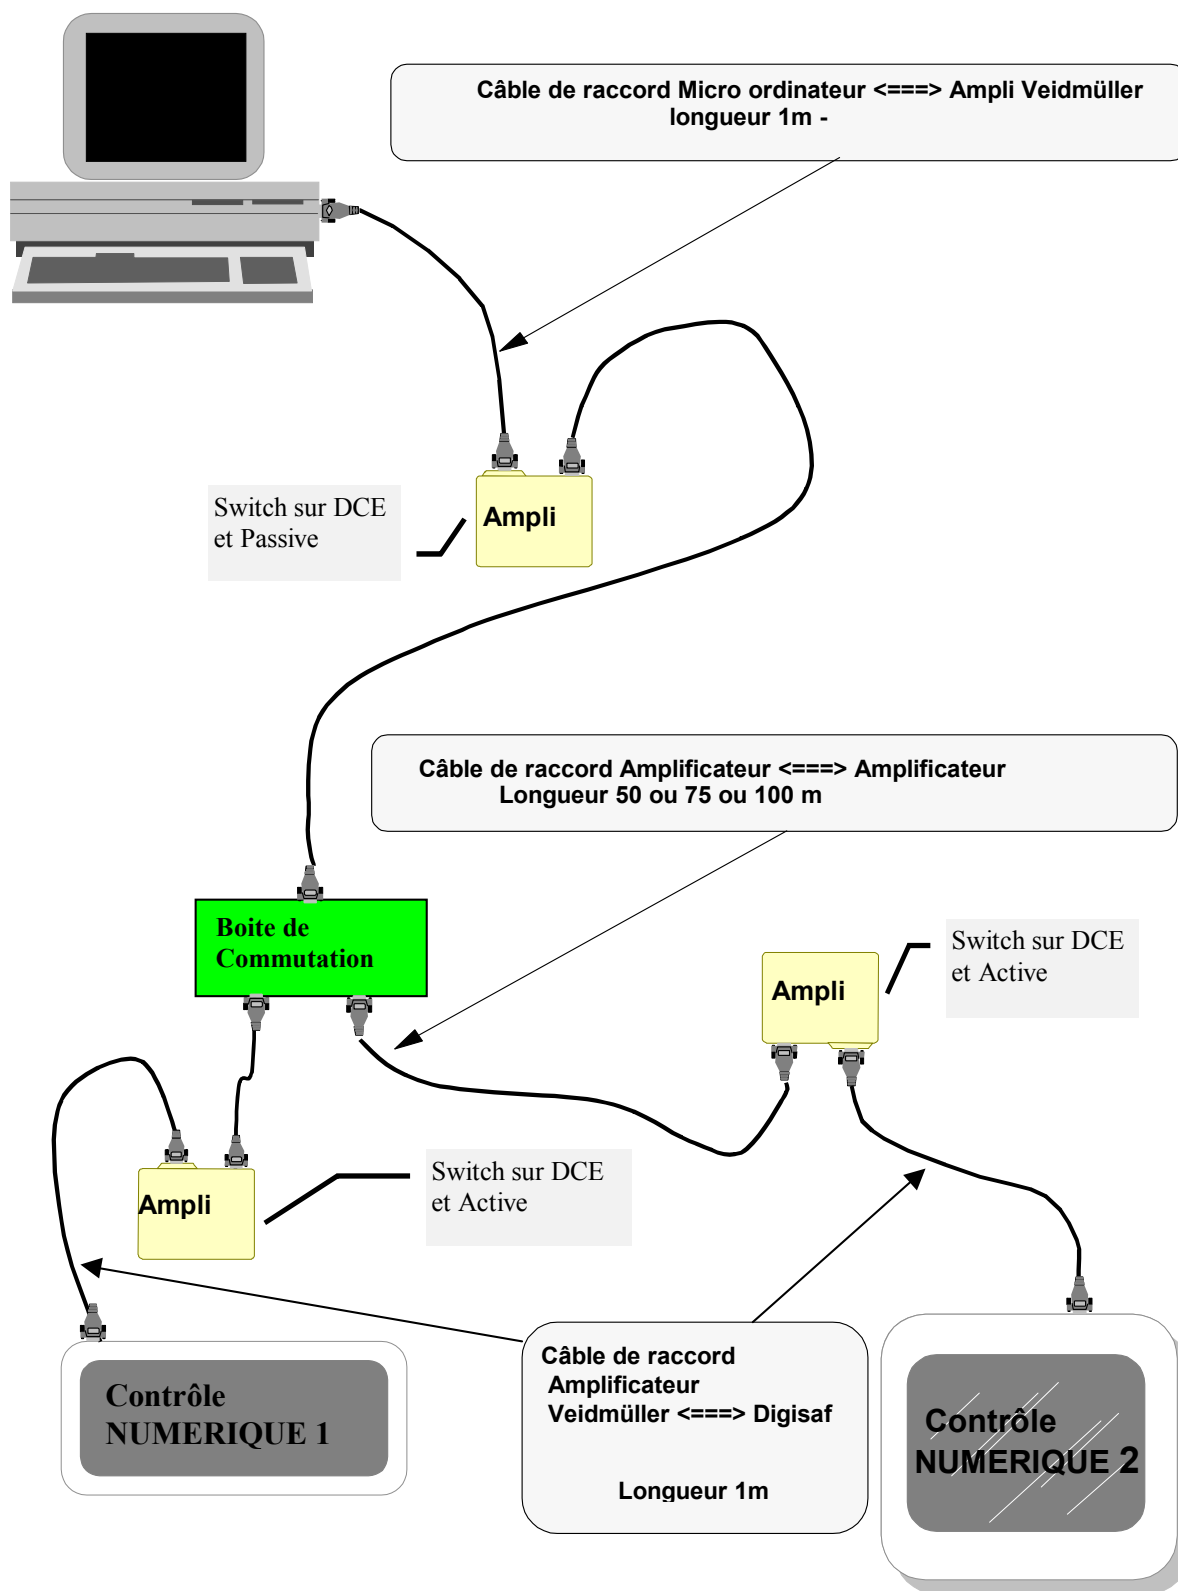 Câble de raccord Micro ordinateur <===> Ampli Veidmüller
longueur 1m -
Switch sur DCE
et Passive
Ampli
Câble de raccord Amplificateur <===> Amplificateur
Longueur 50 ou 75 ou 100 m
Boite de
Commutation
Ampli
Switch sur DCE
et Active
Ampli
Switch sur DCE
et Active
Contrôle
NUMERIQUE 1
Câble de raccord
Amplificateur
Veidmüller <===> Digisaf
Longueur 1m
Contrôle
NUMERIQUE 2